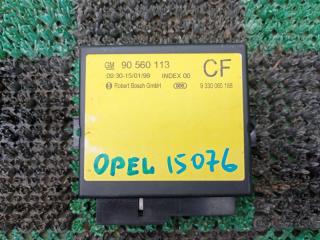 GM 90 560 113 CF
09:30-15/01/99 INDEX 00
Robert Bosch GmbH 9 330 065 168
OPEL 15076